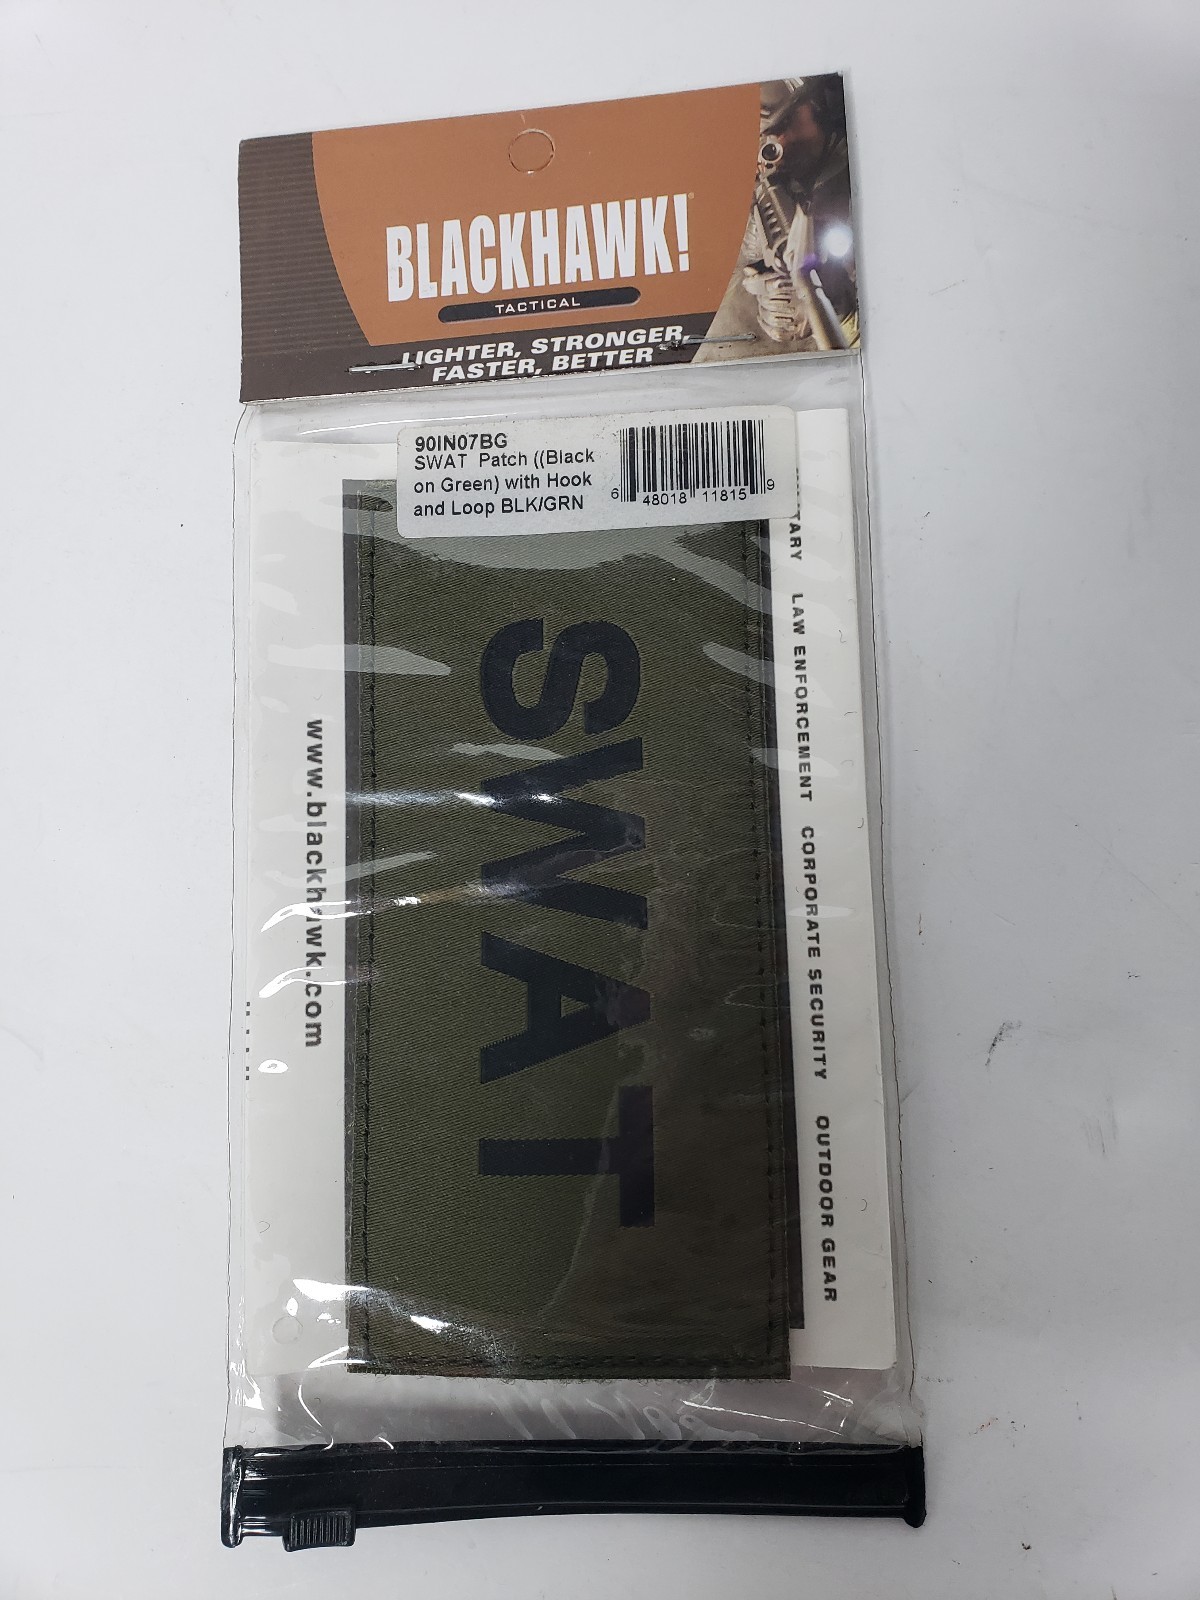 BLACKHAWK!
TACTICAL
LIGHTER, STRONGER,
FASTER, BETTER
90IN07BG
SWAT Patch ((Black
on Green) with Hook
and Loop BLK/GRN
6 48018 11815 9
SWAT
LAW ENFORCEMENT CORPORATE SECURITY OUTDOOR GEAR
www.blackhawk.com